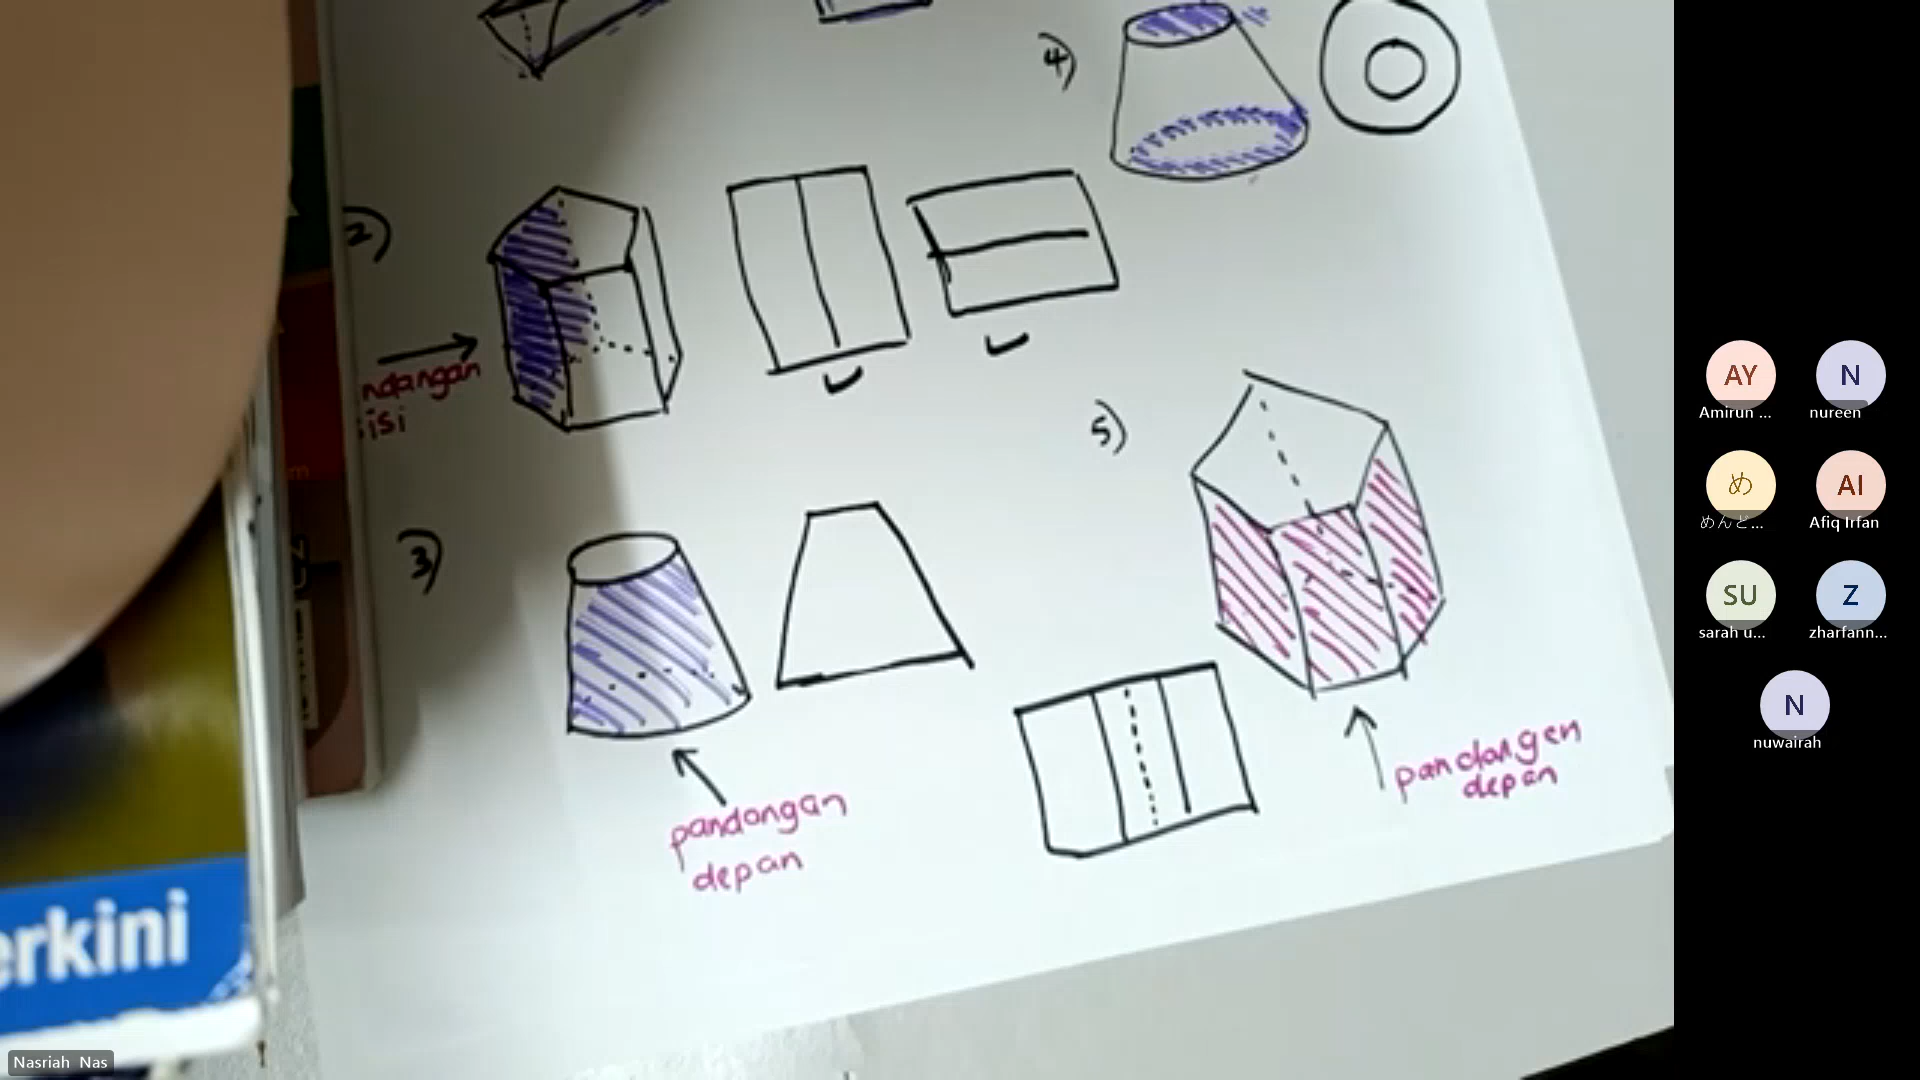 4)
2)
ndangan
isi
5)
3)
pandangan
depan
pandangen
depan
erkini
Nasriah Nas
AY
N
Amirun ...
nureen
め
AI
めんど...
Afiq Irfan
SU
Z
sarah u...
zharfann...
N
nuwairah